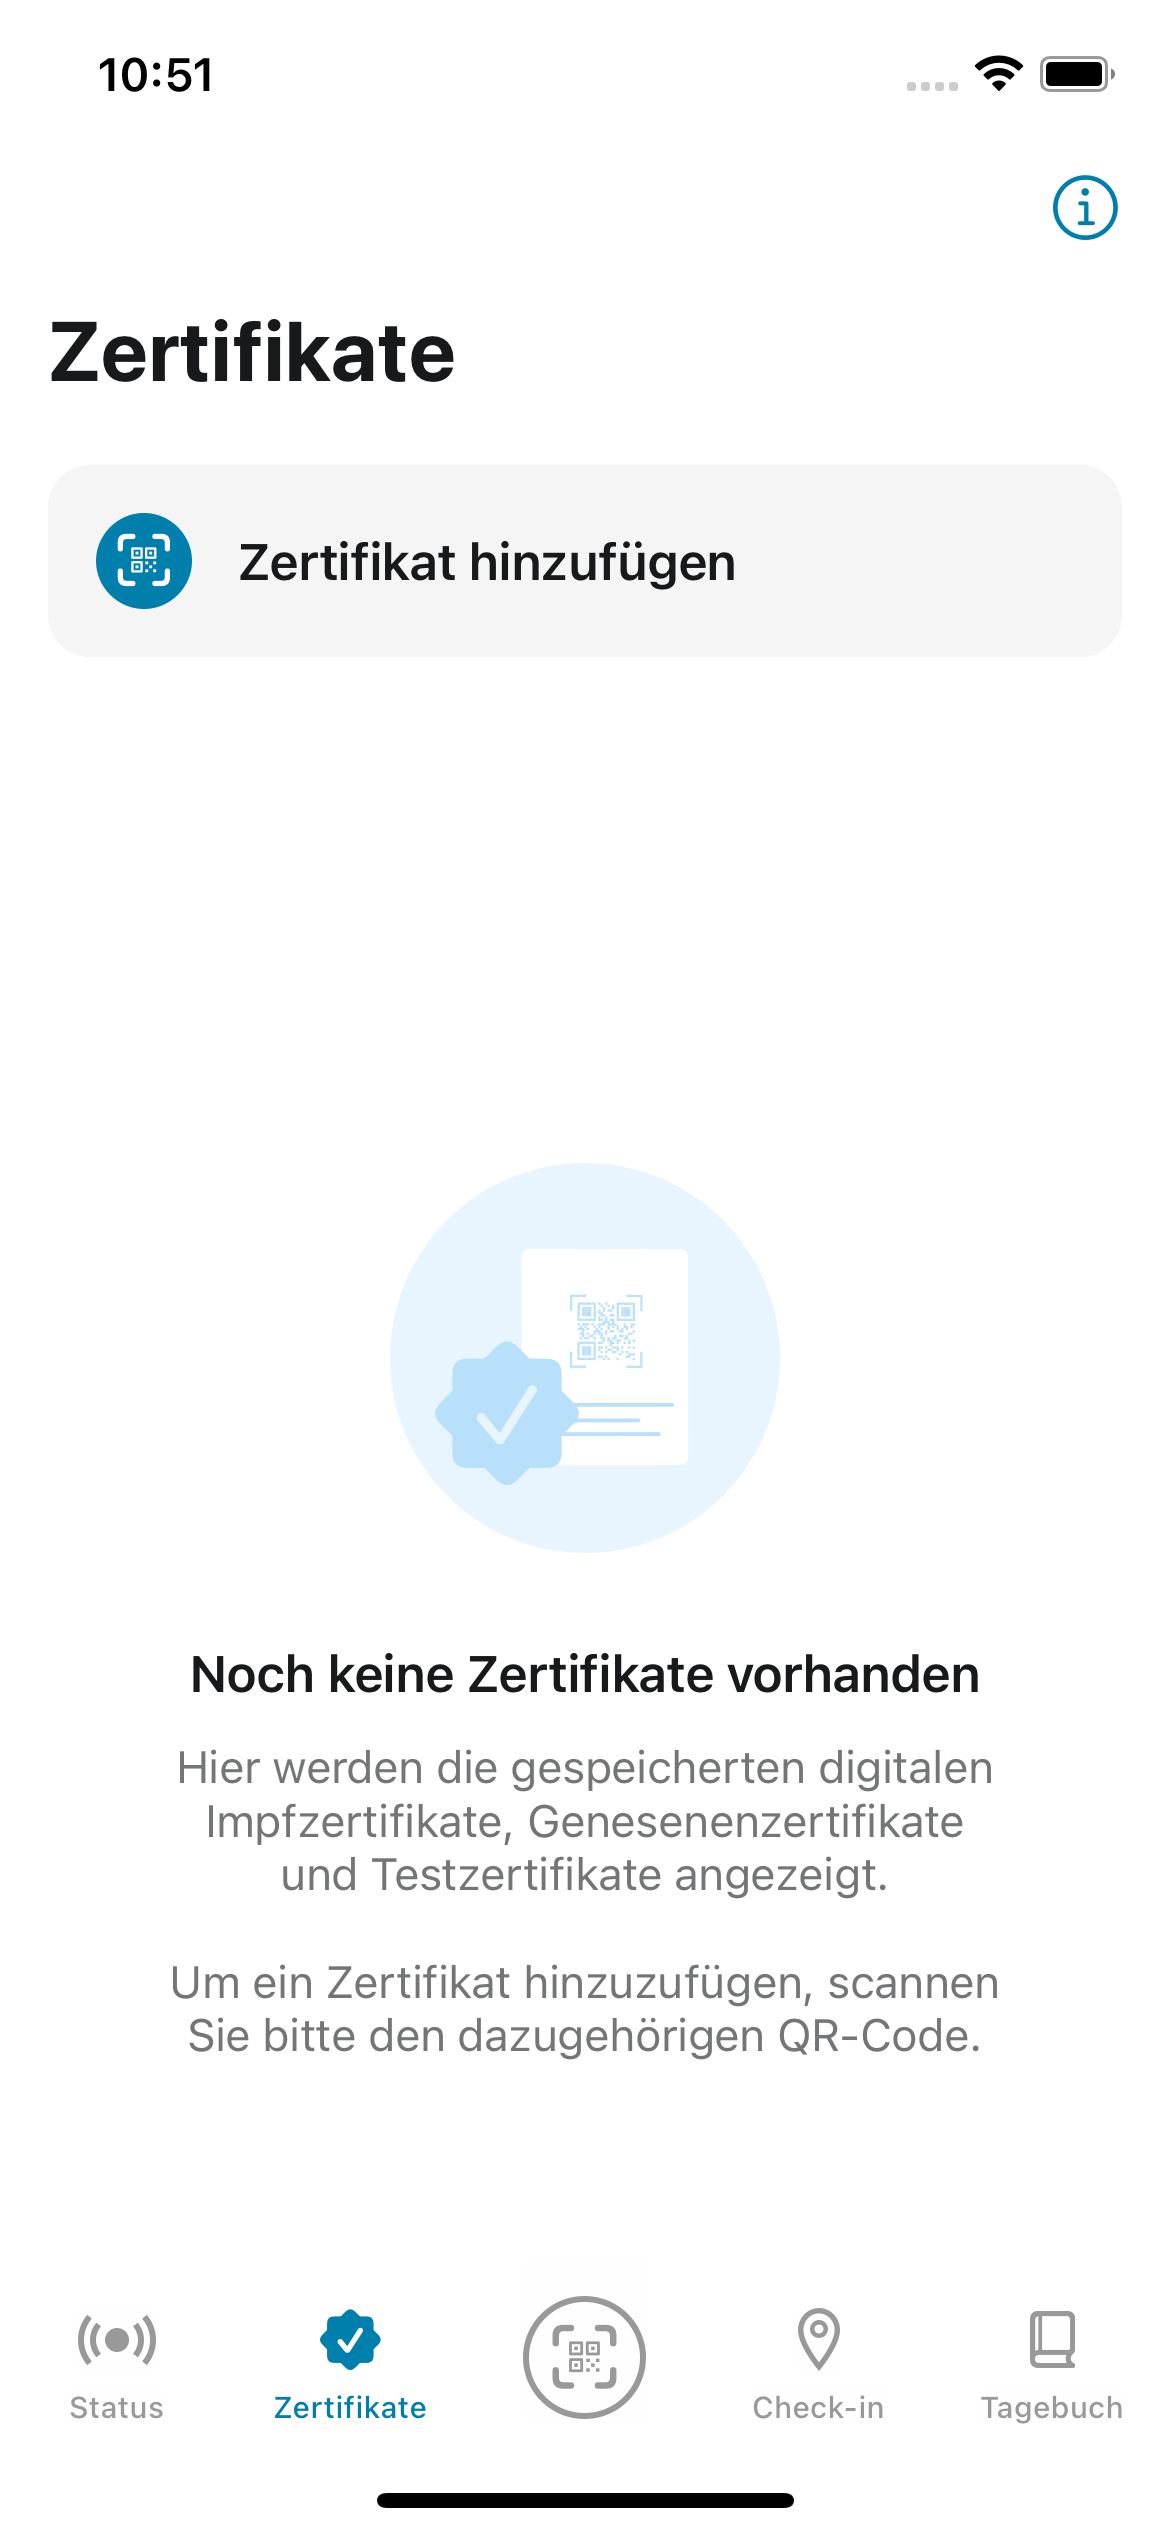 10:51
Zertifikate
Zertifikat hinzufügen
Noch keine Zertifikate vorhanden
Hier werden die gespeicherten digitalen
Impfzertifikate, Genesenenzertifikate
und Testzertifikate angezeigt.
Um ein Zertifikat hinzuzufügen, scannen
Sie bitte den dazugehörigen QR-Code.
Status
Zertifikate
Check-in
Tagebuch